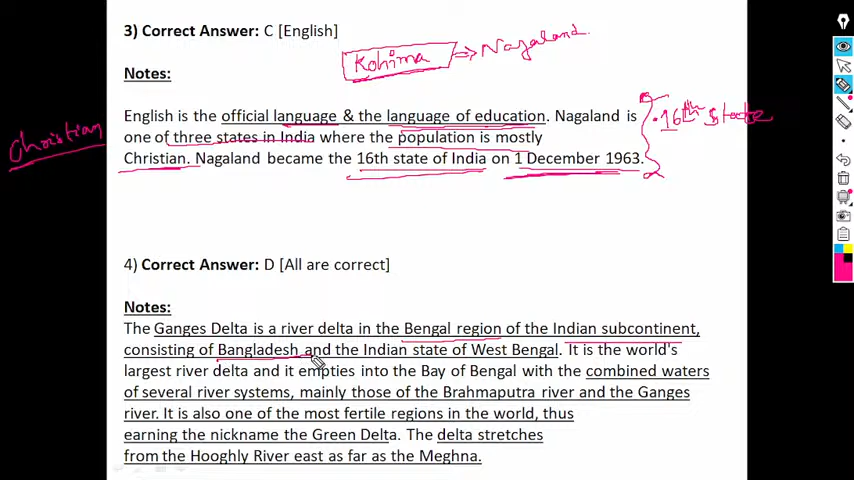 3) Correct Answer: C [English]
Kohima => Nagaland.
Notes:
English is the official language & the language of education. Nagaland is
16th state
one of three states in India where the population is mostly
Christian
Christian. Nagaland became the 16th state of India on 1 December 1963.
4) Correct Answer: D [All are correct]
Notes:
The Ganges Delta is a river delta in the Bengal region of the Indian subcontinent,
consisting of Bangladesh and the Indian state of West Bengal. It is the world's
largest river delta and it empties into the Bay of Bengal with the combined waters
of several river systems, mainly those of the Brahmaputra river and the Ganges
river. It is also one of the most fertile regions in the world, thus
earning the nickname the Green Delta. The delta stretches
from the Hooghly River east as far as the Meghna.